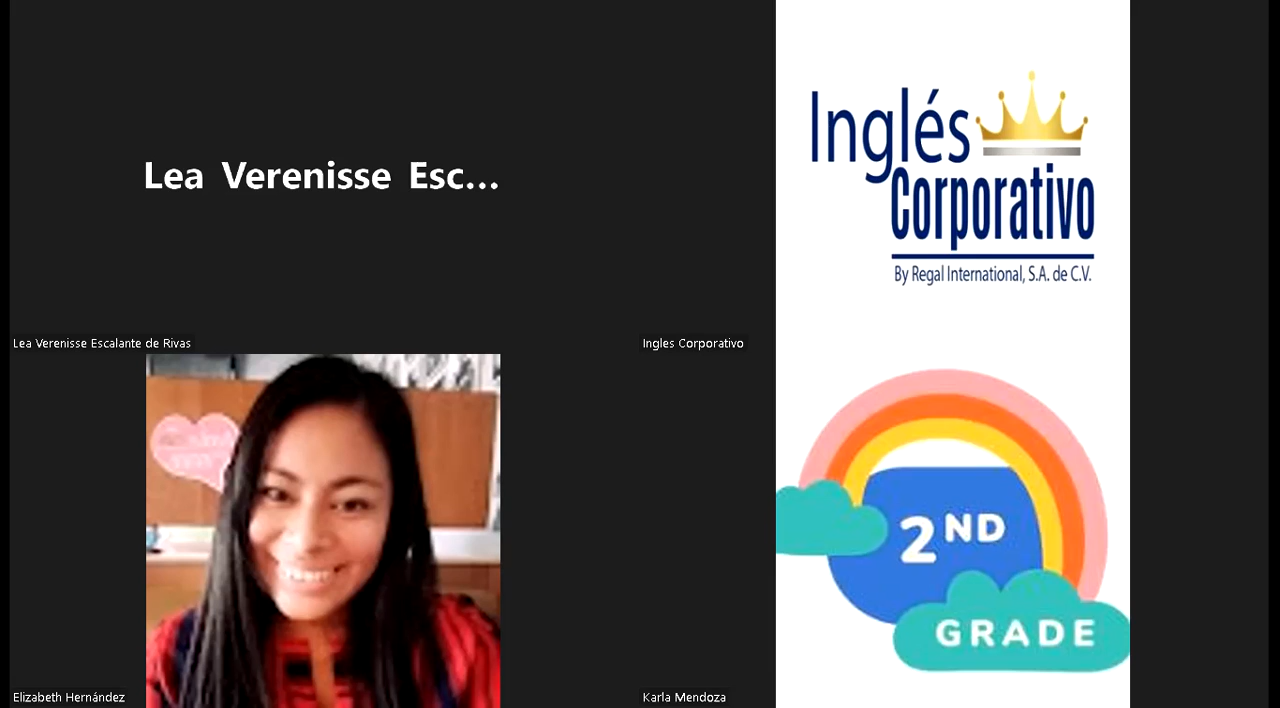 Lea Verenisse Esc...
Lea Verenisse Escalante de Rivas
Inglés
Corporativo
By Regal International, S.A. de C.V.
Ingles Corporativo
Elizabeth Hernández
2ND
GRADE
Karla Mendoza